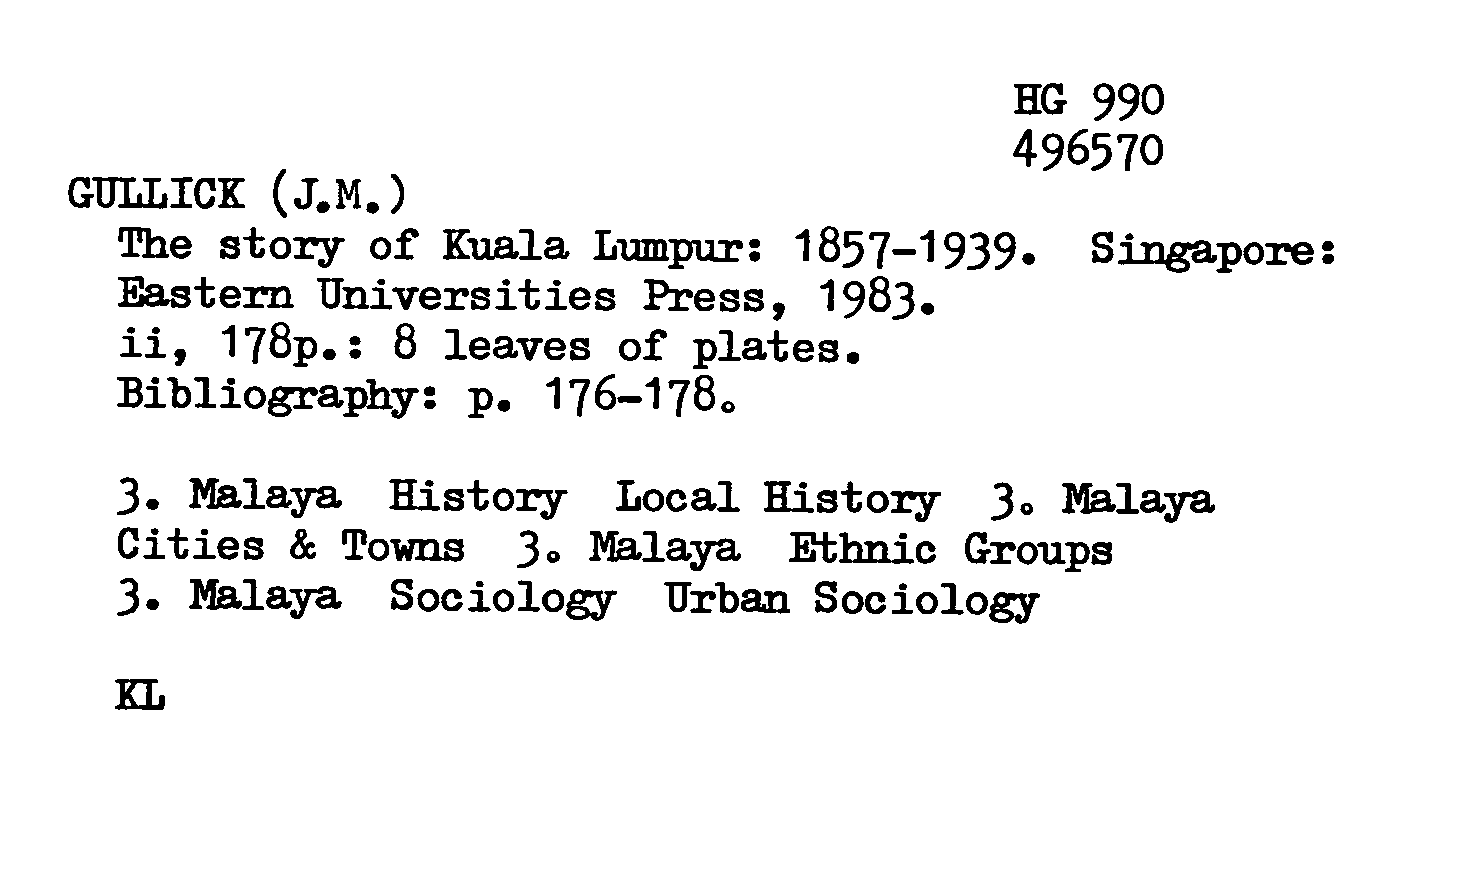 HG 990
496570
GULLICK (J.M.)
The story of Kuala Lumpur: 1857-1939. Singapore:
Eastern Universities Press, 1983.
ii, 178p.: 8 leaves of plates.
Bibliography: p. 176-178.
3. Malaya History Local History 3. Malaya
Cities & Towns 3. Malaya Ethnic Groups
3. Malaya Sociology Urban Sociology
KL